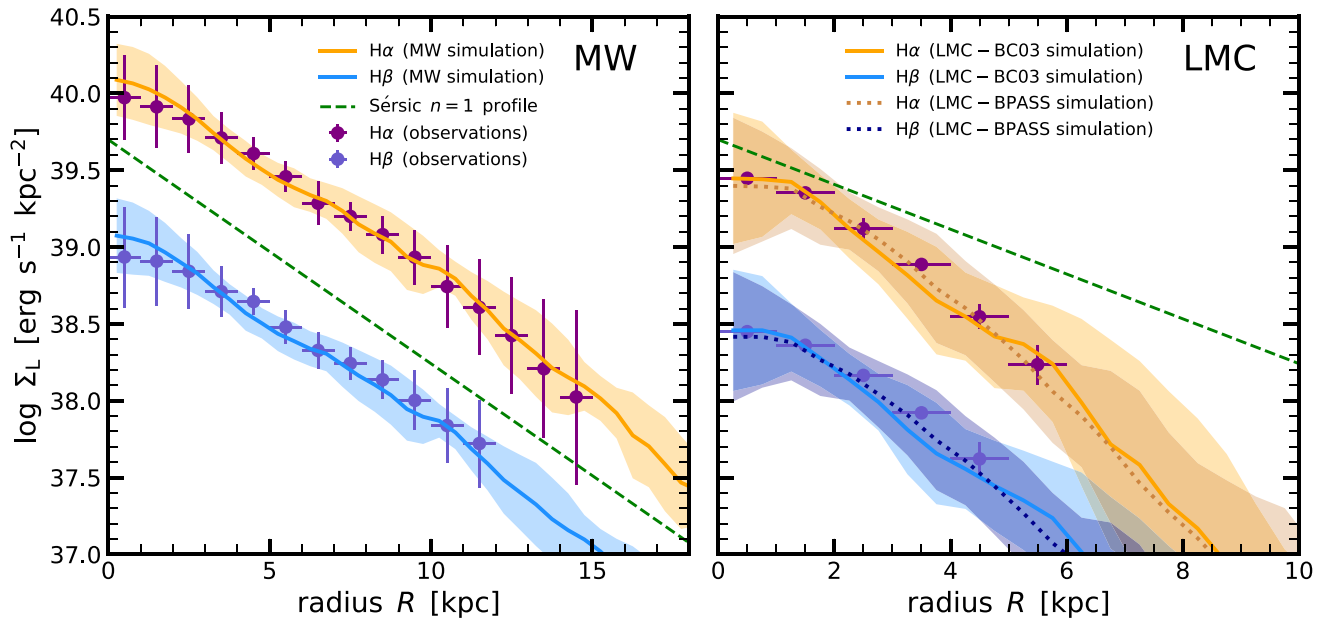 40.5
40.0
39.5
39.0
38.5
38.0
37.5
37.0
log Σ_L [erg s⁻¹ kpc⁻²]
Hα (MW simulation)
Hβ (MW simulation)
Sérsic n = 1 profile
Hα (observations)
Hβ (observations)
MW
0 5 10 15
radius R [kpc]
Hα (LMC − BC03 simulation)
Hβ (LMC − BC03 simulation)
Hα (LMC − BPASS simulation)
Hβ (LMC − BPASS simulation)
LMC
0 2 4 6 8 10
radius R [kpc]